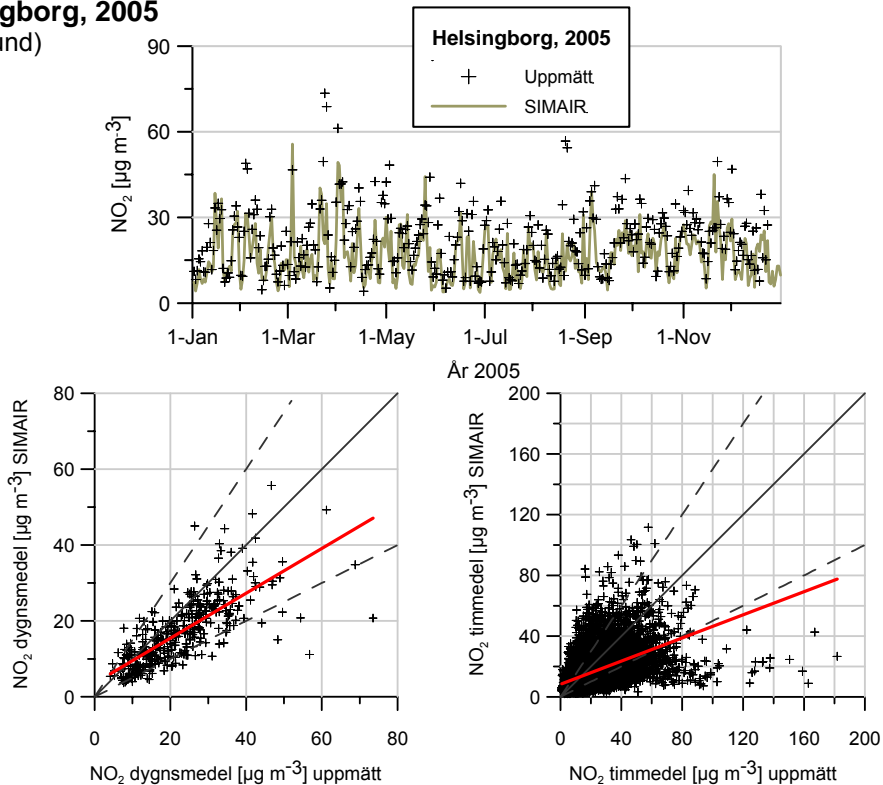 gborg, 2005
und)
Helsingborg, 2005
Uppmätt
SIMAIR
NO2 [µg m-3]
90
60
30
0
1-Jan 1-Mar 1-May 1-Jul 1-Sep 1-Nov
År 2005
NO2 dygnsmedel [µg m-3] SIMAIR
80
60
40
20
0
0 20 40 60 80
NO2 dygnsmedel [µg m-3] uppmätt
NO2 timmedel [µg m-3] SIMAIR
200
160
120
80
40
0
0 40 80 120 160 200
NO2 timmedel [µg m-3] uppmätt